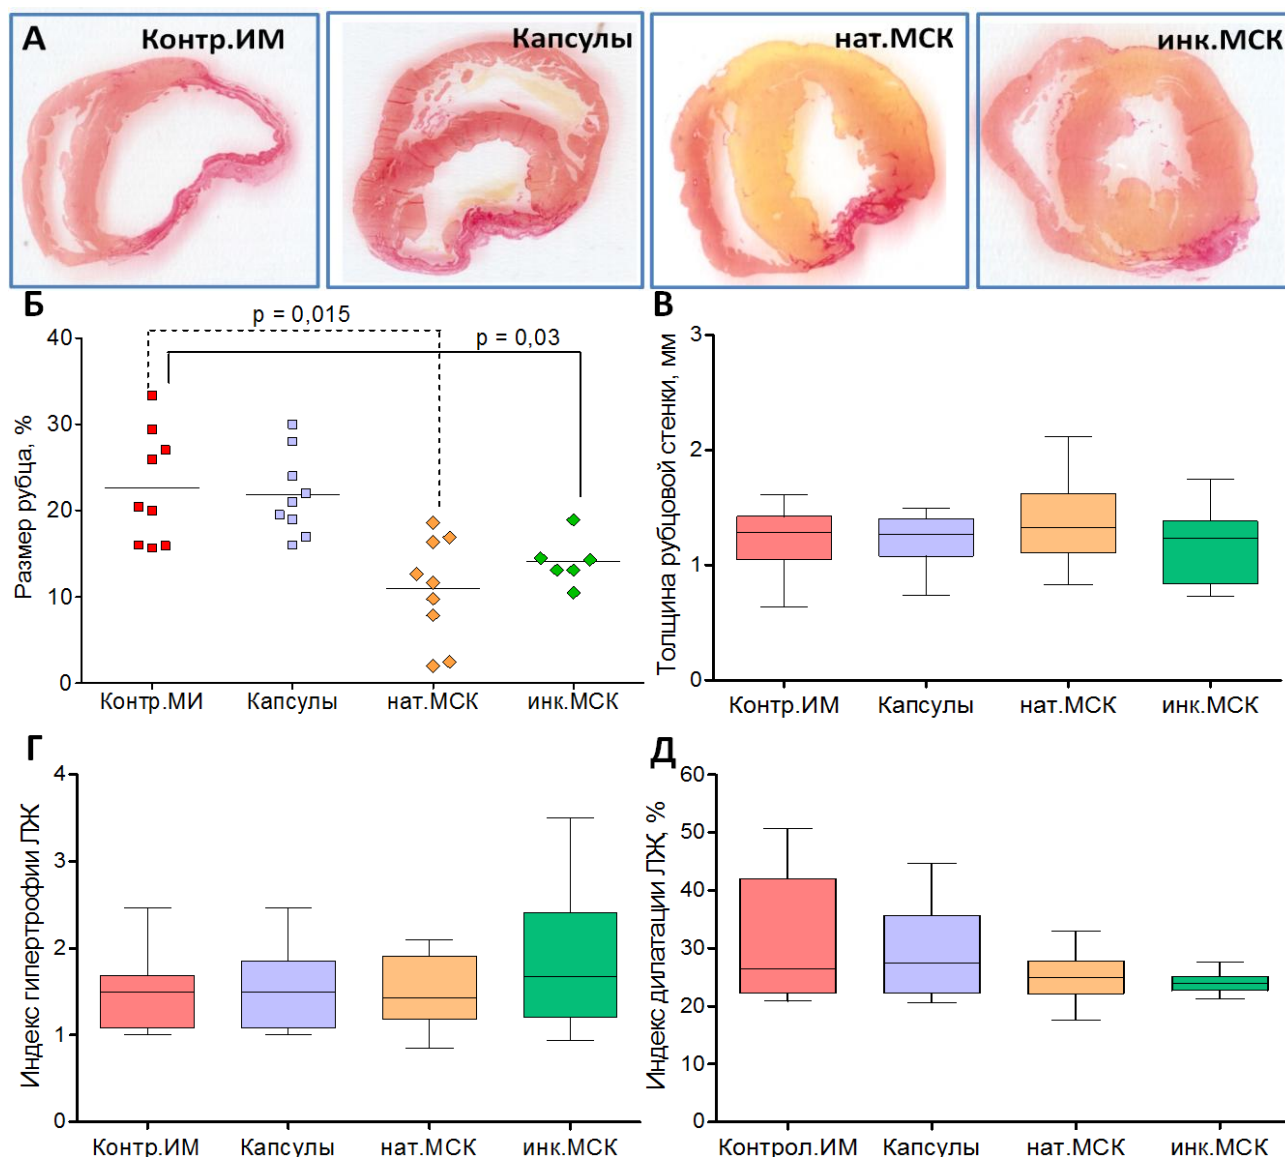 А
Контр.ИМ
Капсулы
нат.МСК
инк.МСК
Б
p = 0,015
p = 0,03
Размер рубца, %
40
30
20
10
0
Контр.МИ Капсулы нат.МСК инк.МСК
В
Толщина рубцовой стенки, мм
3
2
1
0
Контр.ИМ Капсулы нат.МСК инк.МСК
Г
Индекс гипертрофии ЛЖ
4
3
2
1
0
Контр.ИМ Капсулы нат.МСК инк.МСК
Д
Индекс дилатации ЛЖ, %
60
50
40
30
20
10
0
Контрол.ИМ Капсулы нат.МСК инк.МСК